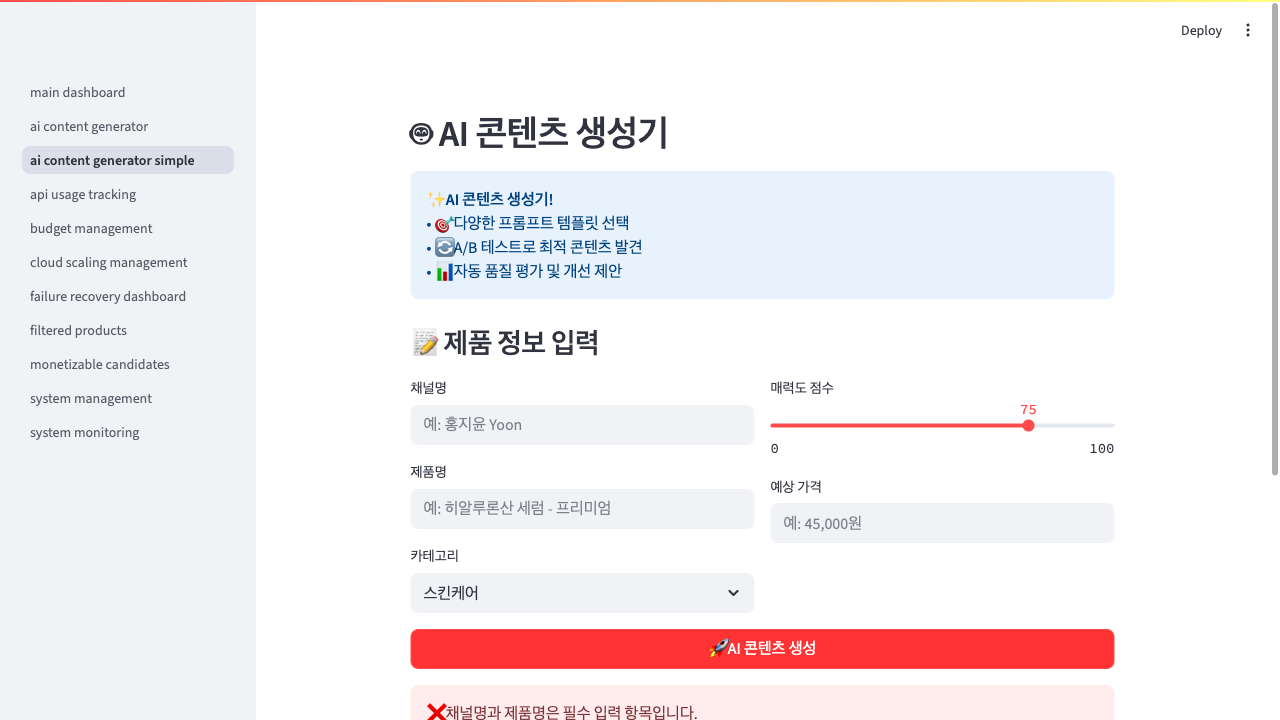 Deploy
main dashboard
ai content generator
ai content generator simple
api usage tracking
budget management
cloud scaling management
failure recovery dashboard
filtered products
monetizable candidates
system management
system monitoring
AI 콘텐츠 생성기
✨AI 콘텐츠 생성기!
• 🎯다양한 프롬프트 템플릿 선택
• 🔄A/B 테스트로 최적 콘텐츠 발견
• 📊자동 품질 평가 및 개선 제안
📝 제품 정보 입력
채널명
예: 홍지윤 Yoon
제품명
예: 히알루론산 세럼 - 프리미엄
카테고리
스킨케어
매력도 점수
75
0 100
예상 가격
예: 45,000원
🚀AI 콘텐츠 생성
❌채널명과 제품명은 필수 입력 항목입니다.